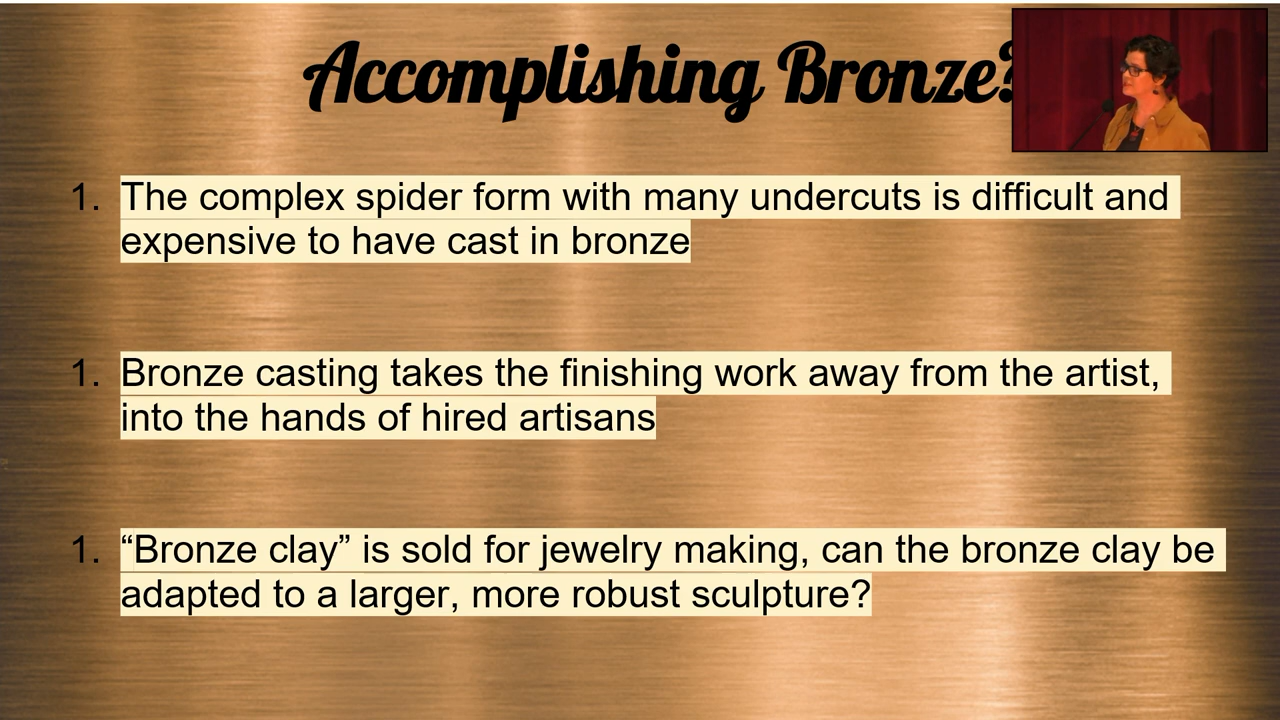 Accomplishing Bronze?
1. The complex spider form with many undercuts is difficult and
expensive to have cast in bronze
1. Bronze casting takes the finishing work away from the artist,
into the hands of hired artisans
1. “Bronze clay” is sold for jewelry making, can the bronze clay be
adapted to a larger, more robust sculpture?